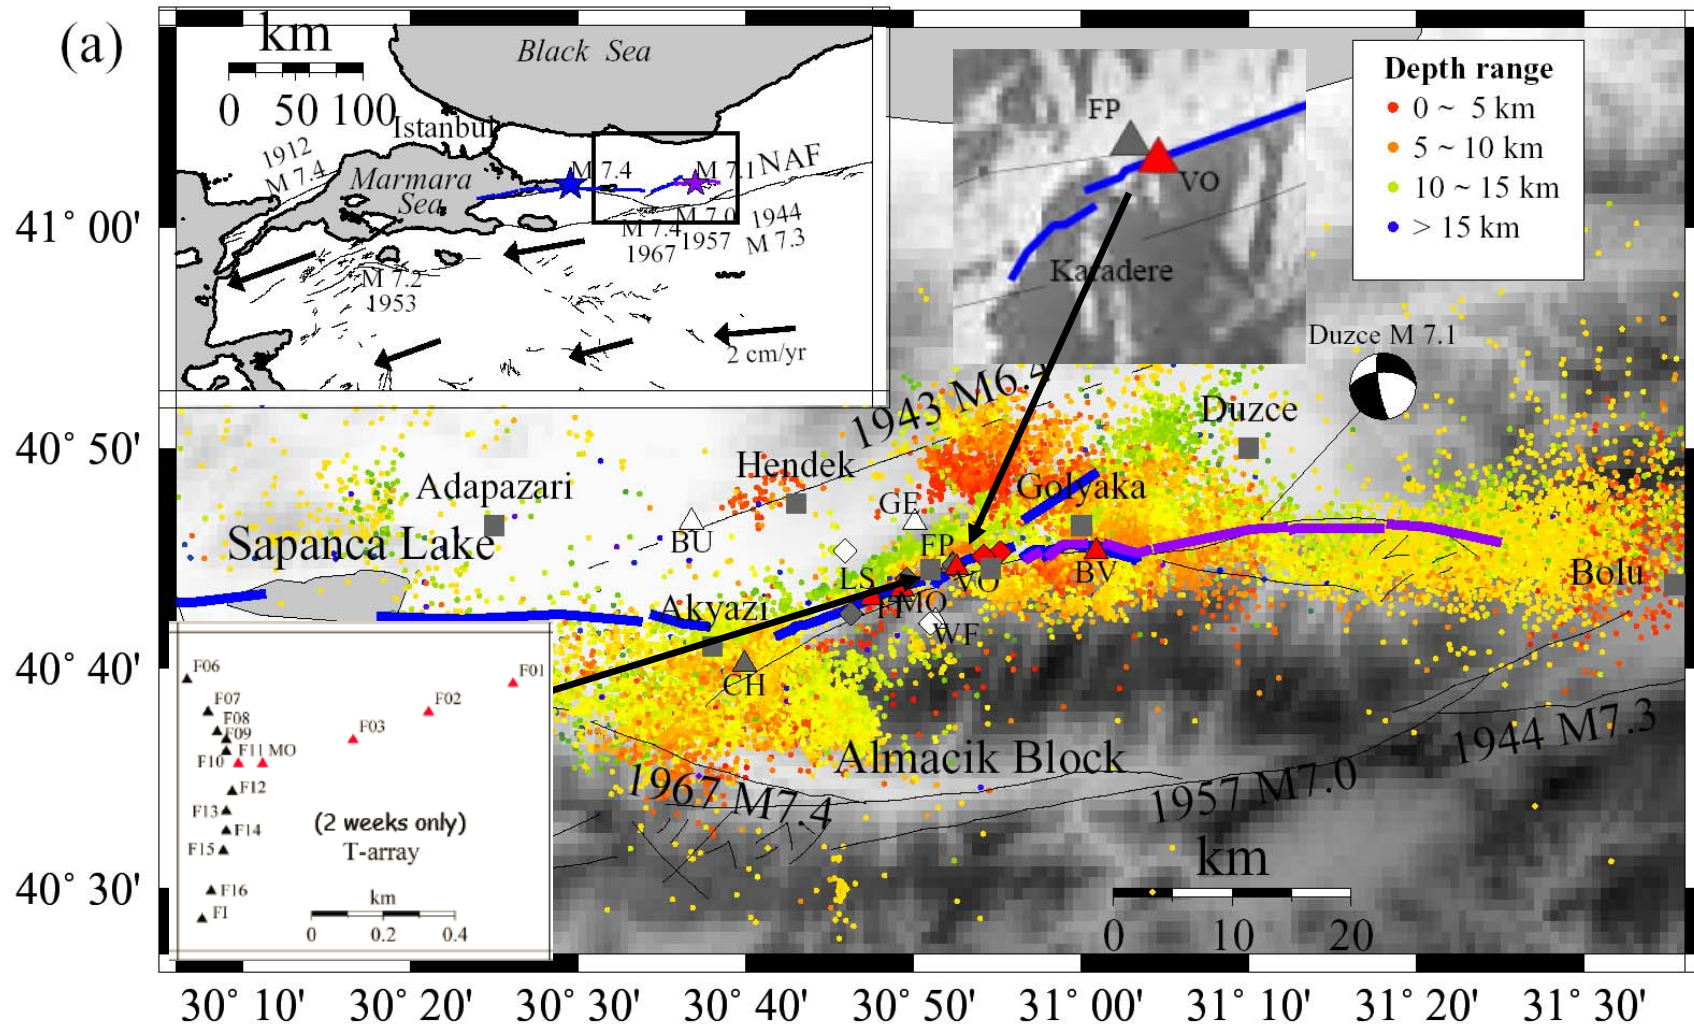 (a)
km
0 50 100
Black Sea
Istanbul
1912
M 7.4
Marmara
Sea
M 7.4
M 7.1
NAF
M 7.4
1967
M 7.0
1957
1944
M 7.3
M 7.2
1953
2 cm/yr
FP
VO
Karadere
Depth range
0 ~ 5 km
5 ~ 10 km
10 ~ 15 km
> 15 km
Duzce M 7.1
41° 00'
40° 50'
40° 40'
40° 30'
1943 M6.4
Duzce
Hendek
Adapazari
Golyaka
GE
BU
Sapanca Lake
FP
LS
VO
BV
Bolu
Akyazi
FI
MO
WF
CH
Almacik Block
1967 M7.4
1957 M7.0
1944 M7.3
F06
F01
F07
F02
F08
F03
F09
F11 MO
F10
F12
F13
(2 weeks only)
F14
T-array
F15
F16
km
FI
0 0.2 0.4
km
0 10 20
30° 10' 30° 20' 30° 30' 30° 40' 30° 50' 31° 00' 31° 10' 31° 20' 31° 30'